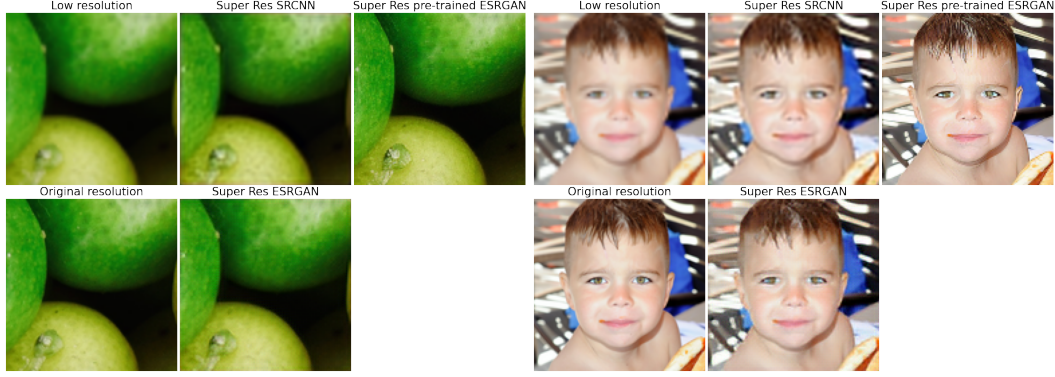 Low resolution
Super Res SRCNN
Super Res pre-trained ESRGAN
Low resolution
Super Res SRCNN
Super Res pre-trained ESRGAN
Original resolution
Super Res ESRGAN
Original resolution
Super Res ESRGAN